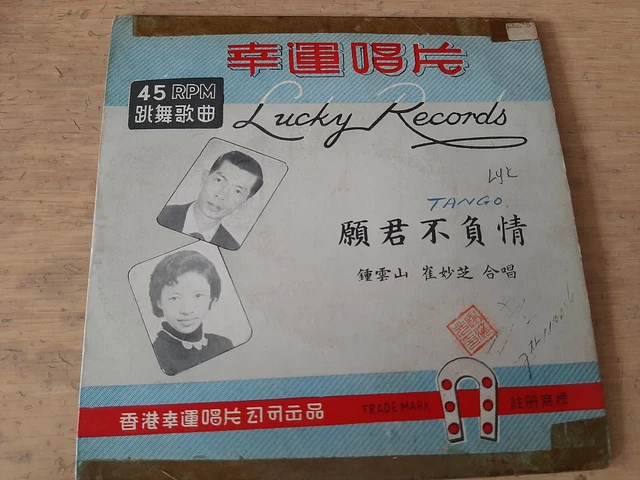 幸運唱片
45 RPM
跳舞歌曲
Lucky Records
TANGO
願君不負情
鍾雲山 崔妙芝 合唱
香港幸運唱片公司出品
TRADE MARK
註冊商標